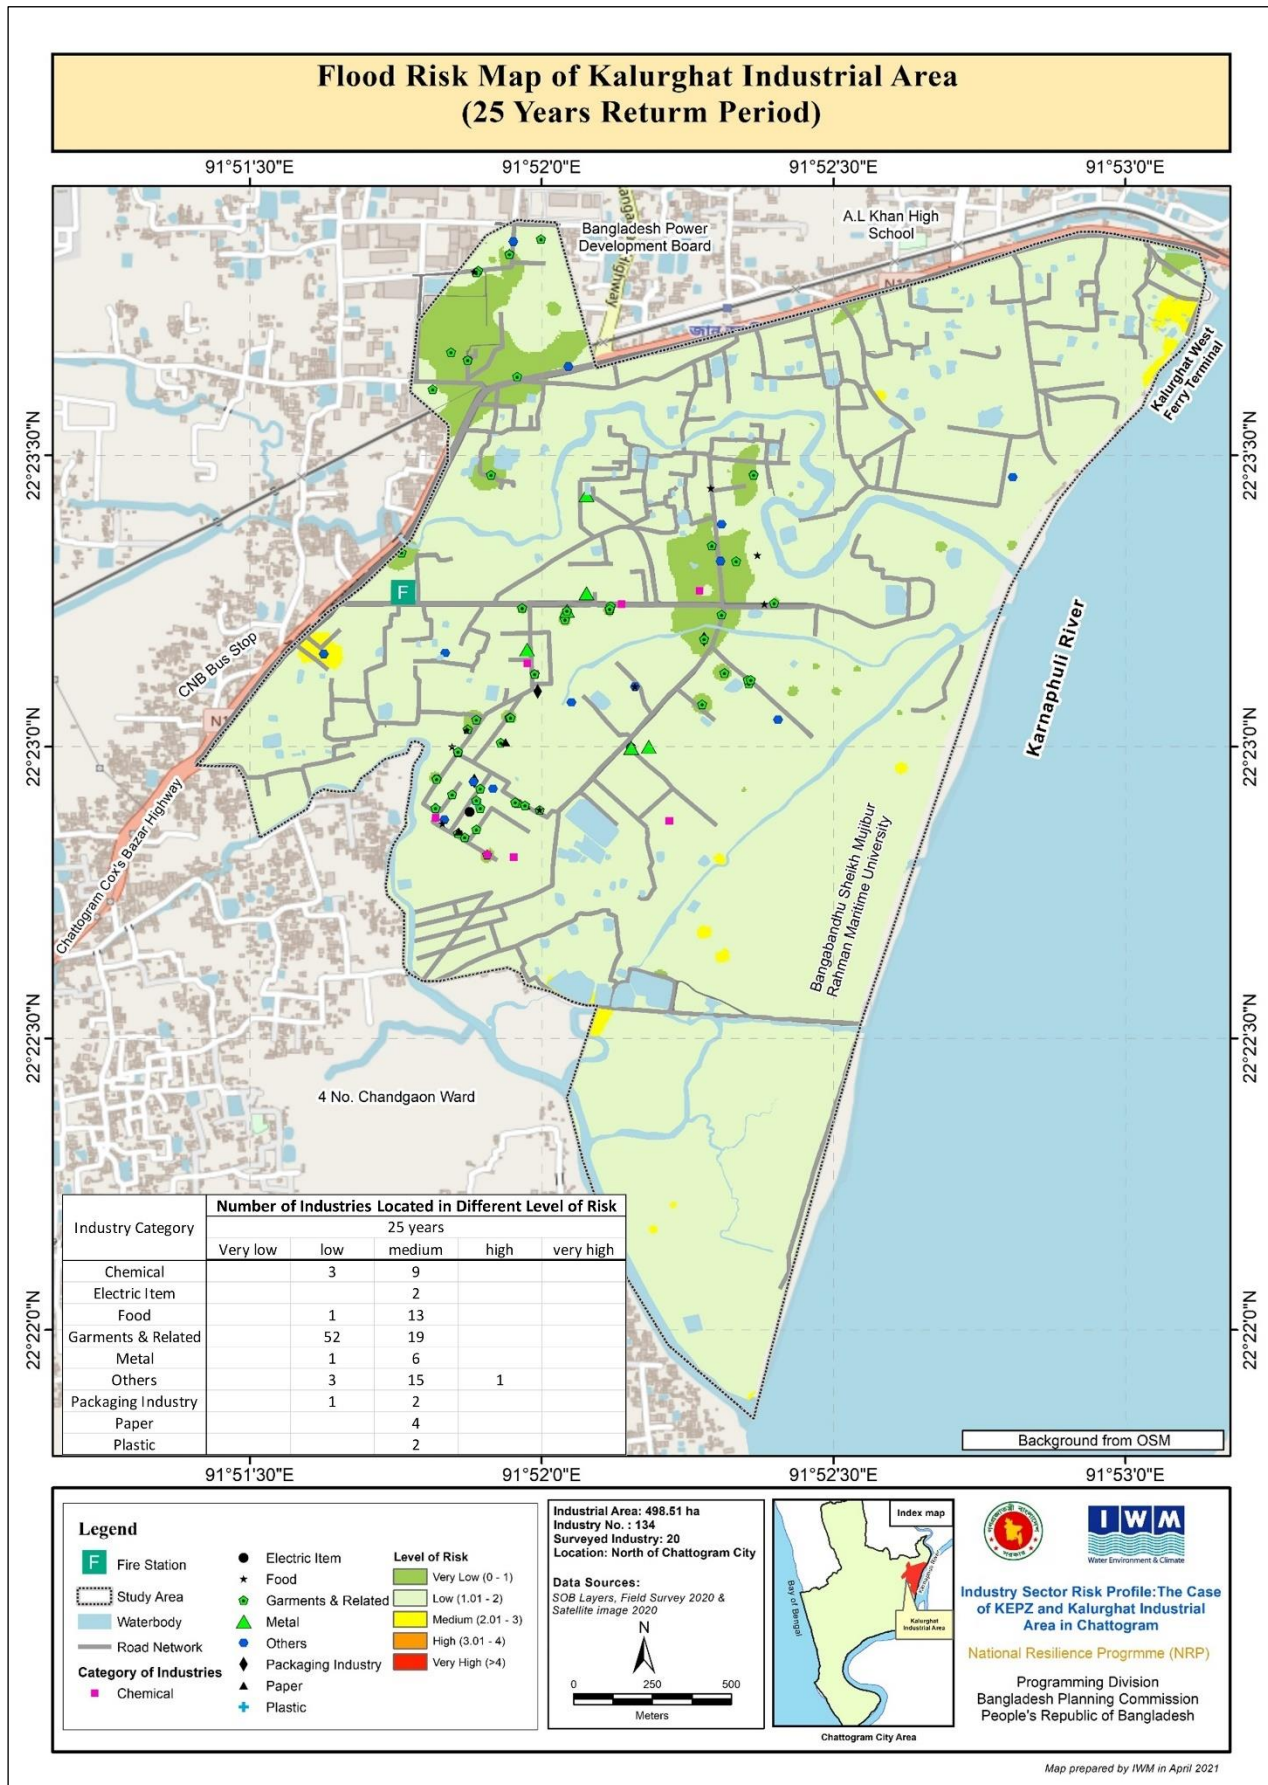 Flood Risk Map of Kalurghat Industrial Area
(25 Years Returm Period)
91°51'30"E 91°52'0"E 91°52'30"E 91°53'0"E
22°23'30"N
22°23'0"N
22°22'30"N
22°22'0"N
22°23'30"N
22°23'0"N
22°22'30"N
22°22'0"N
Bangladesh Power
Development Board
A.L Khan High
School
Kalurghat West
Ferry Terminal
CNB Bus Stop
Chattogram Cox's Bazar Highway
Karnaphuli River
Bangabandhu Sheikh Mujibur
Rahman Maritime University
4 No. Chandgaon Ward
F
Background from OSM
Number of Industries Located in Different Level of Risk
Industry Category
25 years
Very low low medium high very high
Chemical 3 9
Electric Item 2
Food 1 13
Garments & Related 52 19
Metal 1 6
Others 3 15 1
Packaging Industry 1 2
Paper 4
Plastic 2
91°51'30"E 91°52'0"E 91°52'30"E 91°53'0"E
Legend
F Fire Station
Study Area
Waterbody
Road Network
Category of Industries
Chemical
Electric Item
Food
Garments & Related
Metal
Others
Packaging Industry
Paper
Plastic
Level of Risk
Very Low (0 - 1)
Low (1.01 - 2)
Medium (2.01 - 3)
High (3.01 - 4)
Very High (>4)
Industrial Area: 498.51 ha
Industry No. : 134
Surveyed Industry: 20
Location: North of Chattogram City
Data Sources:
SOB Layers, Field Survey 2020 &
Satellite image 2020
N
0 250 500
Meters
Index map
Bay of Bengal
Karnaphuli River
Kalurghat
Industrial Area
Chattogram City Area
IWM
Water Environment & Climate
Industry Sector Risk Profile:The Case
of KEPZ and Kalurghat Industrial
Area in Chattogram
National Resilience Progrmme (NRP)
Programming Division
Bangladesh Planning Commission
People's Republic of Bangladesh
Map prepared by IWM in April 2021